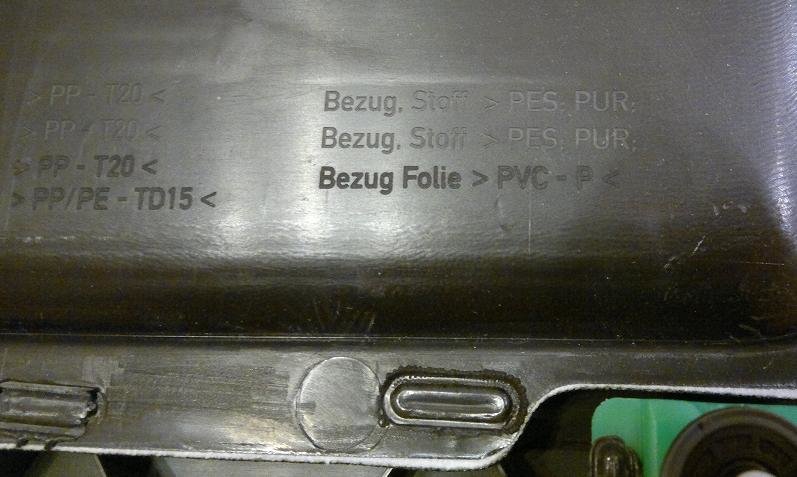 > PP - T20 <
> PP - T20 <
> PP - T20 <
> PP/PE - TD15 <
Bezug, Stoff > PES; PUR;
Bezug, Stoff > PES; PUR;
Bezug Folie > PVC - P <